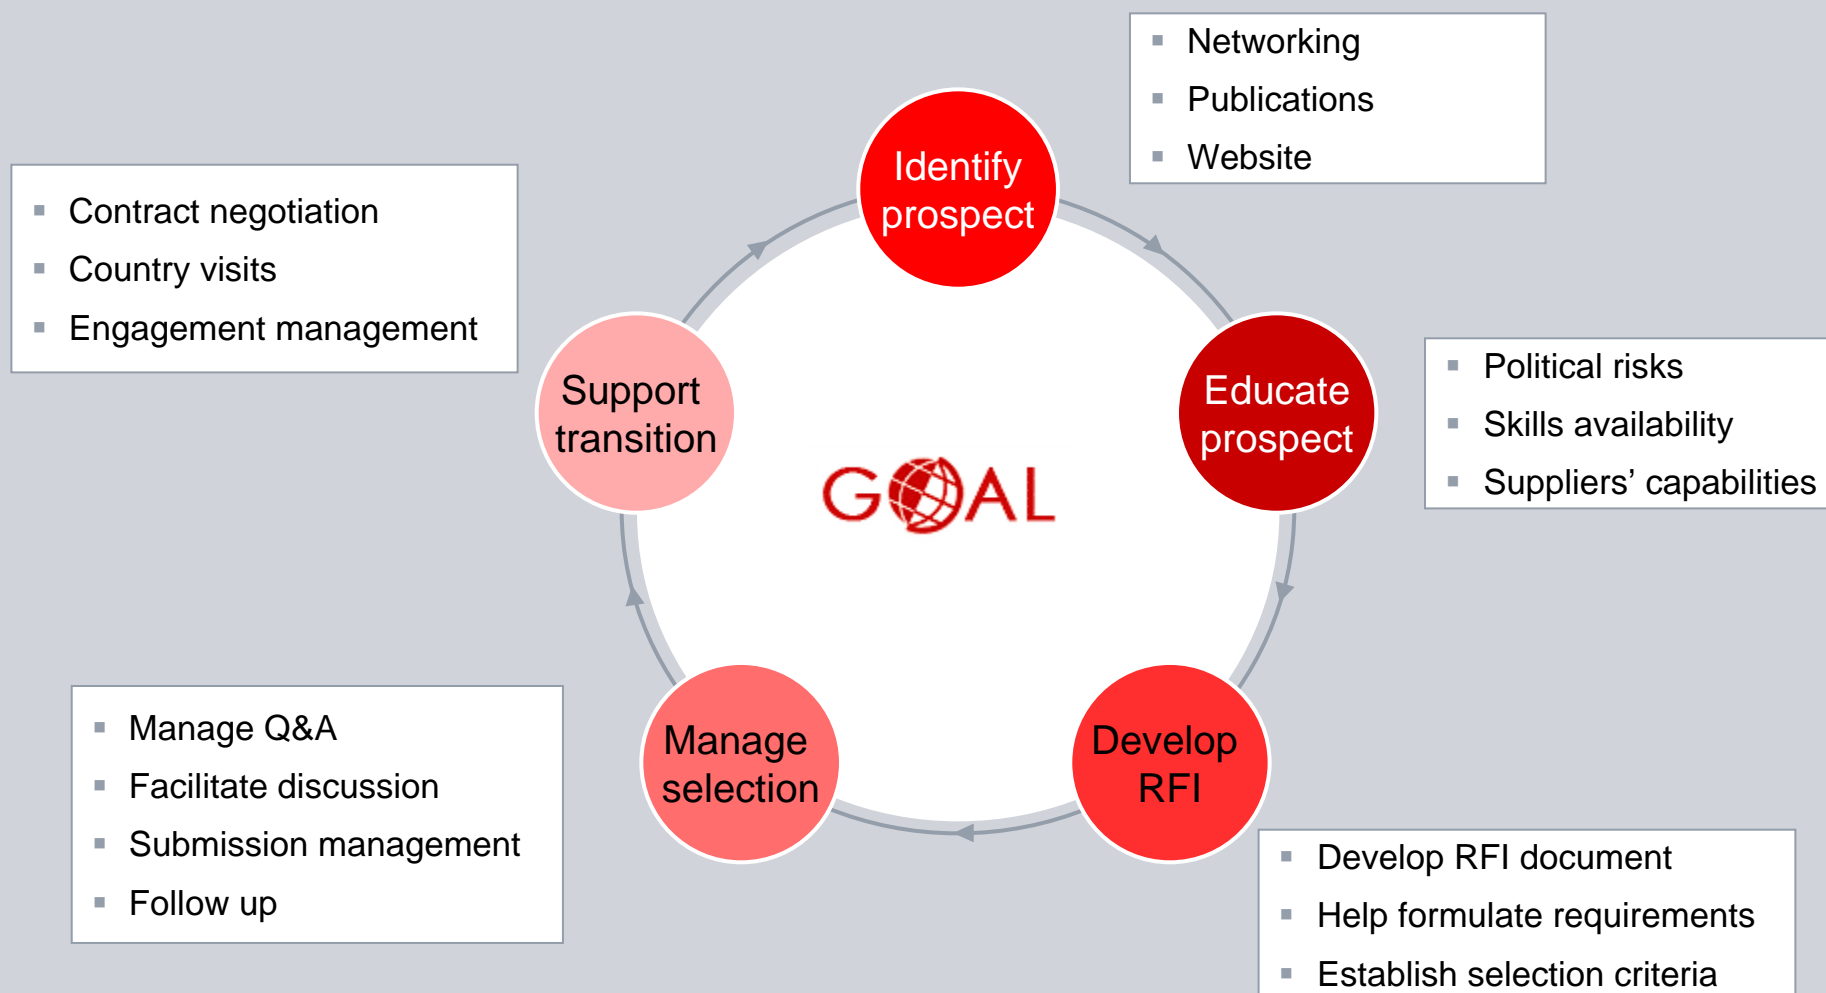 Identify
prospect
Networking
Publications
Website
Educate
prospect
Political risks
Skills availability
Suppliers’ capabilities
Develop
RFI
Develop RFI document
Help formulate requirements
Establish selection criteria
Manage
selection
Manage Q&A
Facilitate discussion
Submission management
Follow up
Support
transition
Contract negotiation
Country visits
Engagement management
GOAL